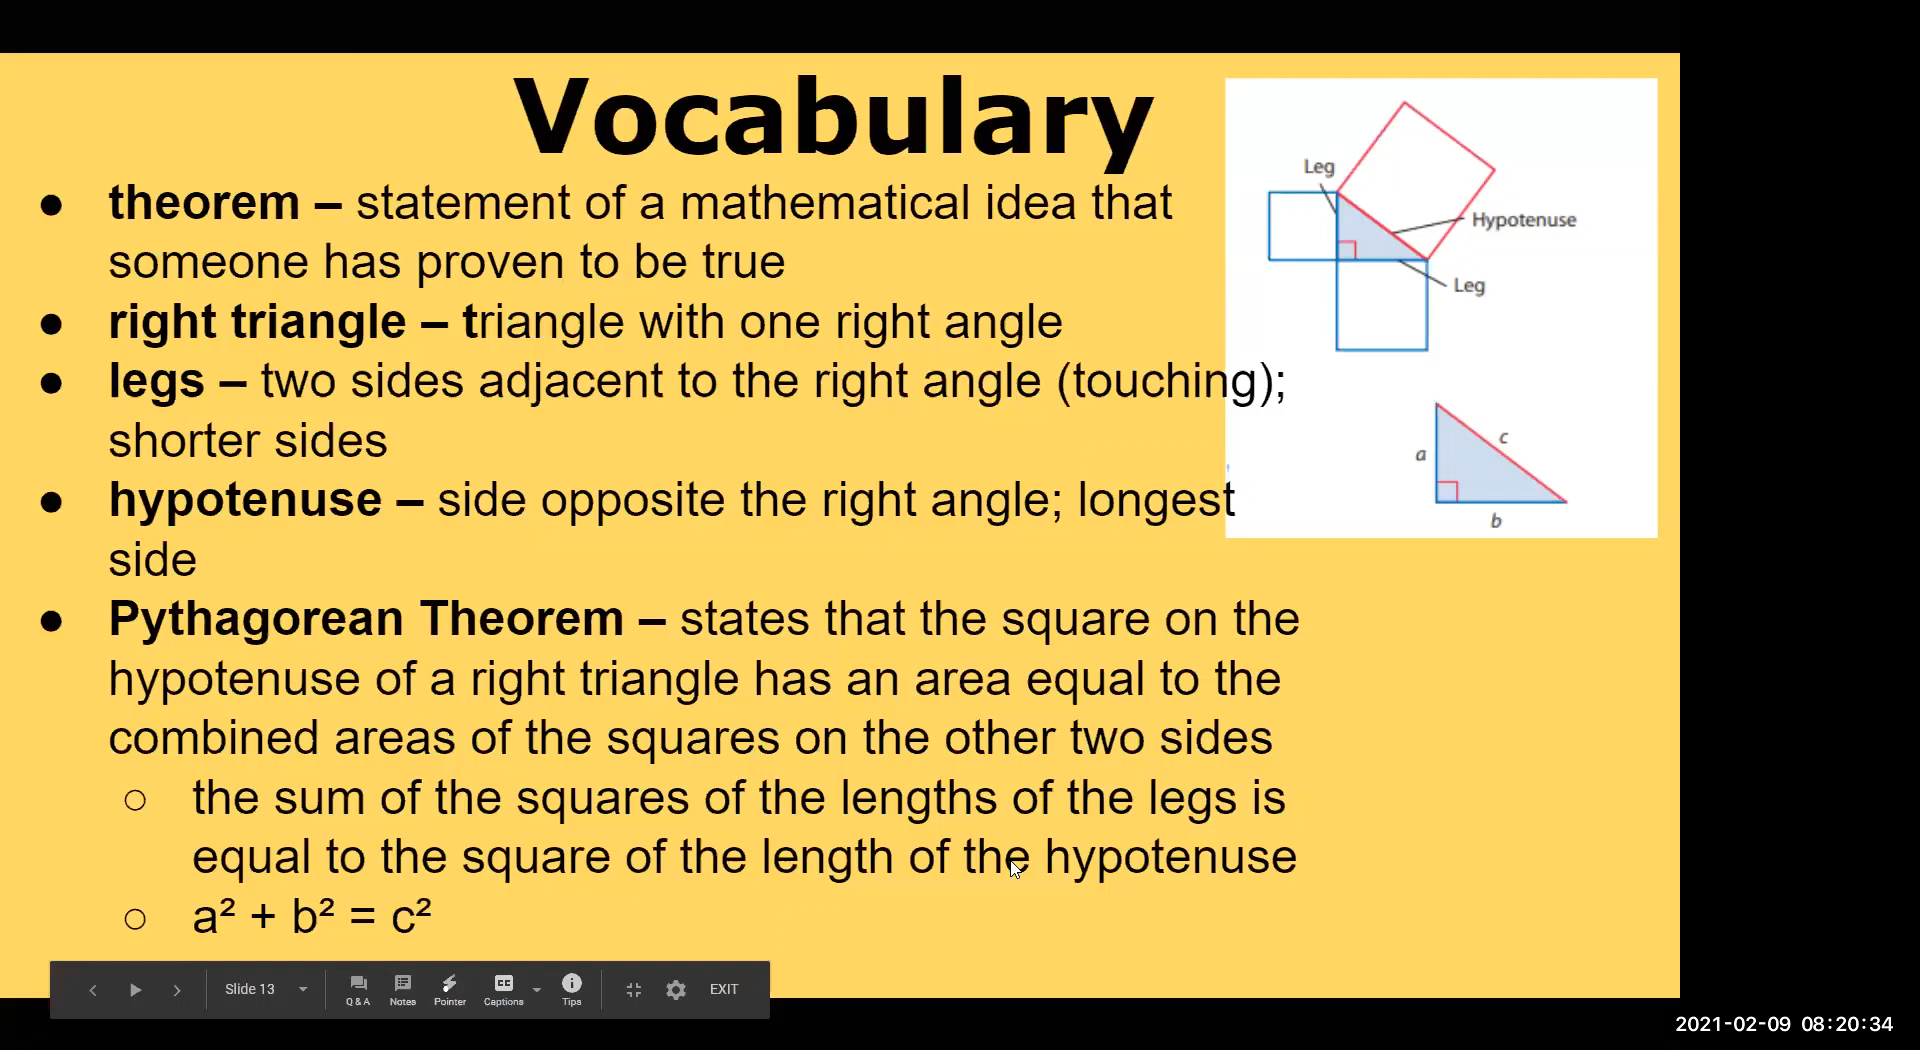 Vocabulary
● theorem – statement of a mathematical idea that
someone has proven to be true
● right triangle – triangle with one right angle
● legs – two sides adjacent to the right angle (touching);
shorter sides
● hypotenuse – side opposite the right angle; longest
side
● Pythagorean Theorem – states that the square on the
hypotenuse of a right triangle has an area equal to the
combined areas of the squares on the other two sides
○ the sum of the squares of the lengths of the legs is
equal to the square of the length of the hypotenuse
○ a² + b² = c²
Leg
Hypotenuse
Leg
c
a
b
Slide 13
Q & A Notes Pointer Captions Tips EXIT
2021-02-09 08:20:34